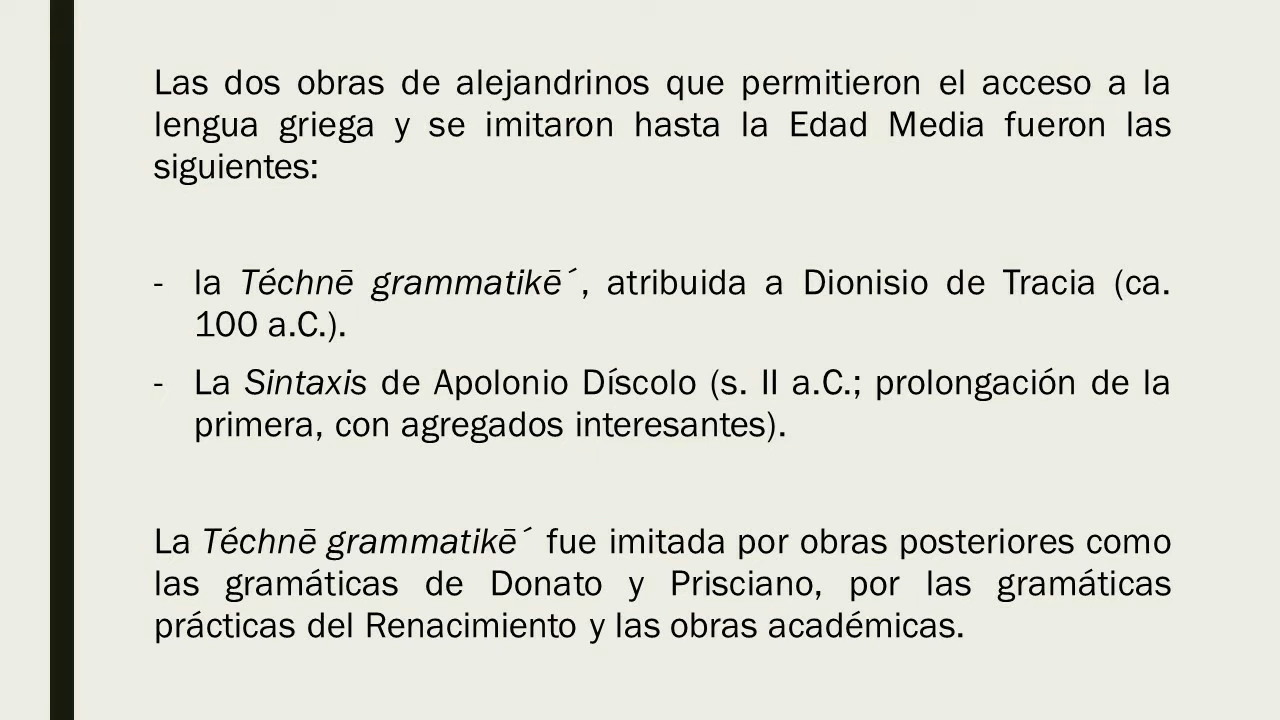 Las dos obras de alejandrinos que permitieron el acceso a la
lengua griega y se imitaron hasta la Edad Media fueron las
siguientes:
- la Téchnē grammatikē´, atribuida a Dionisio de Tracia (ca.
100 a.C.).
- La Sintaxis de Apolonio Díscolo (s. II a.C.; prolongación de la
primera, con agregados interesantes).
La Téchnē grammatikē´ fue imitada por obras posteriores como
las gramáticas de Donato y Prisciano, por las gramáticas
prácticas del Renacimiento y las obras académicas.